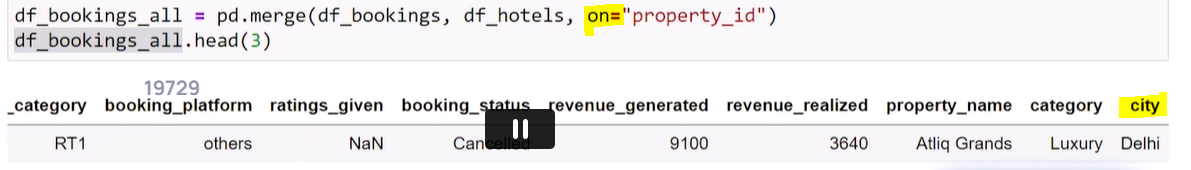 df_bookings_all = pd.merge(df_bookings, df_hotels, on="property_id")
df_bookings_all.head(3)
19729
_category booking_platform ratings_given booking_status revenue_generated revenue_realized property_name category city
RT1 others NaN Cancelled 9100 3640 Atliq Grands Luxury Delhi